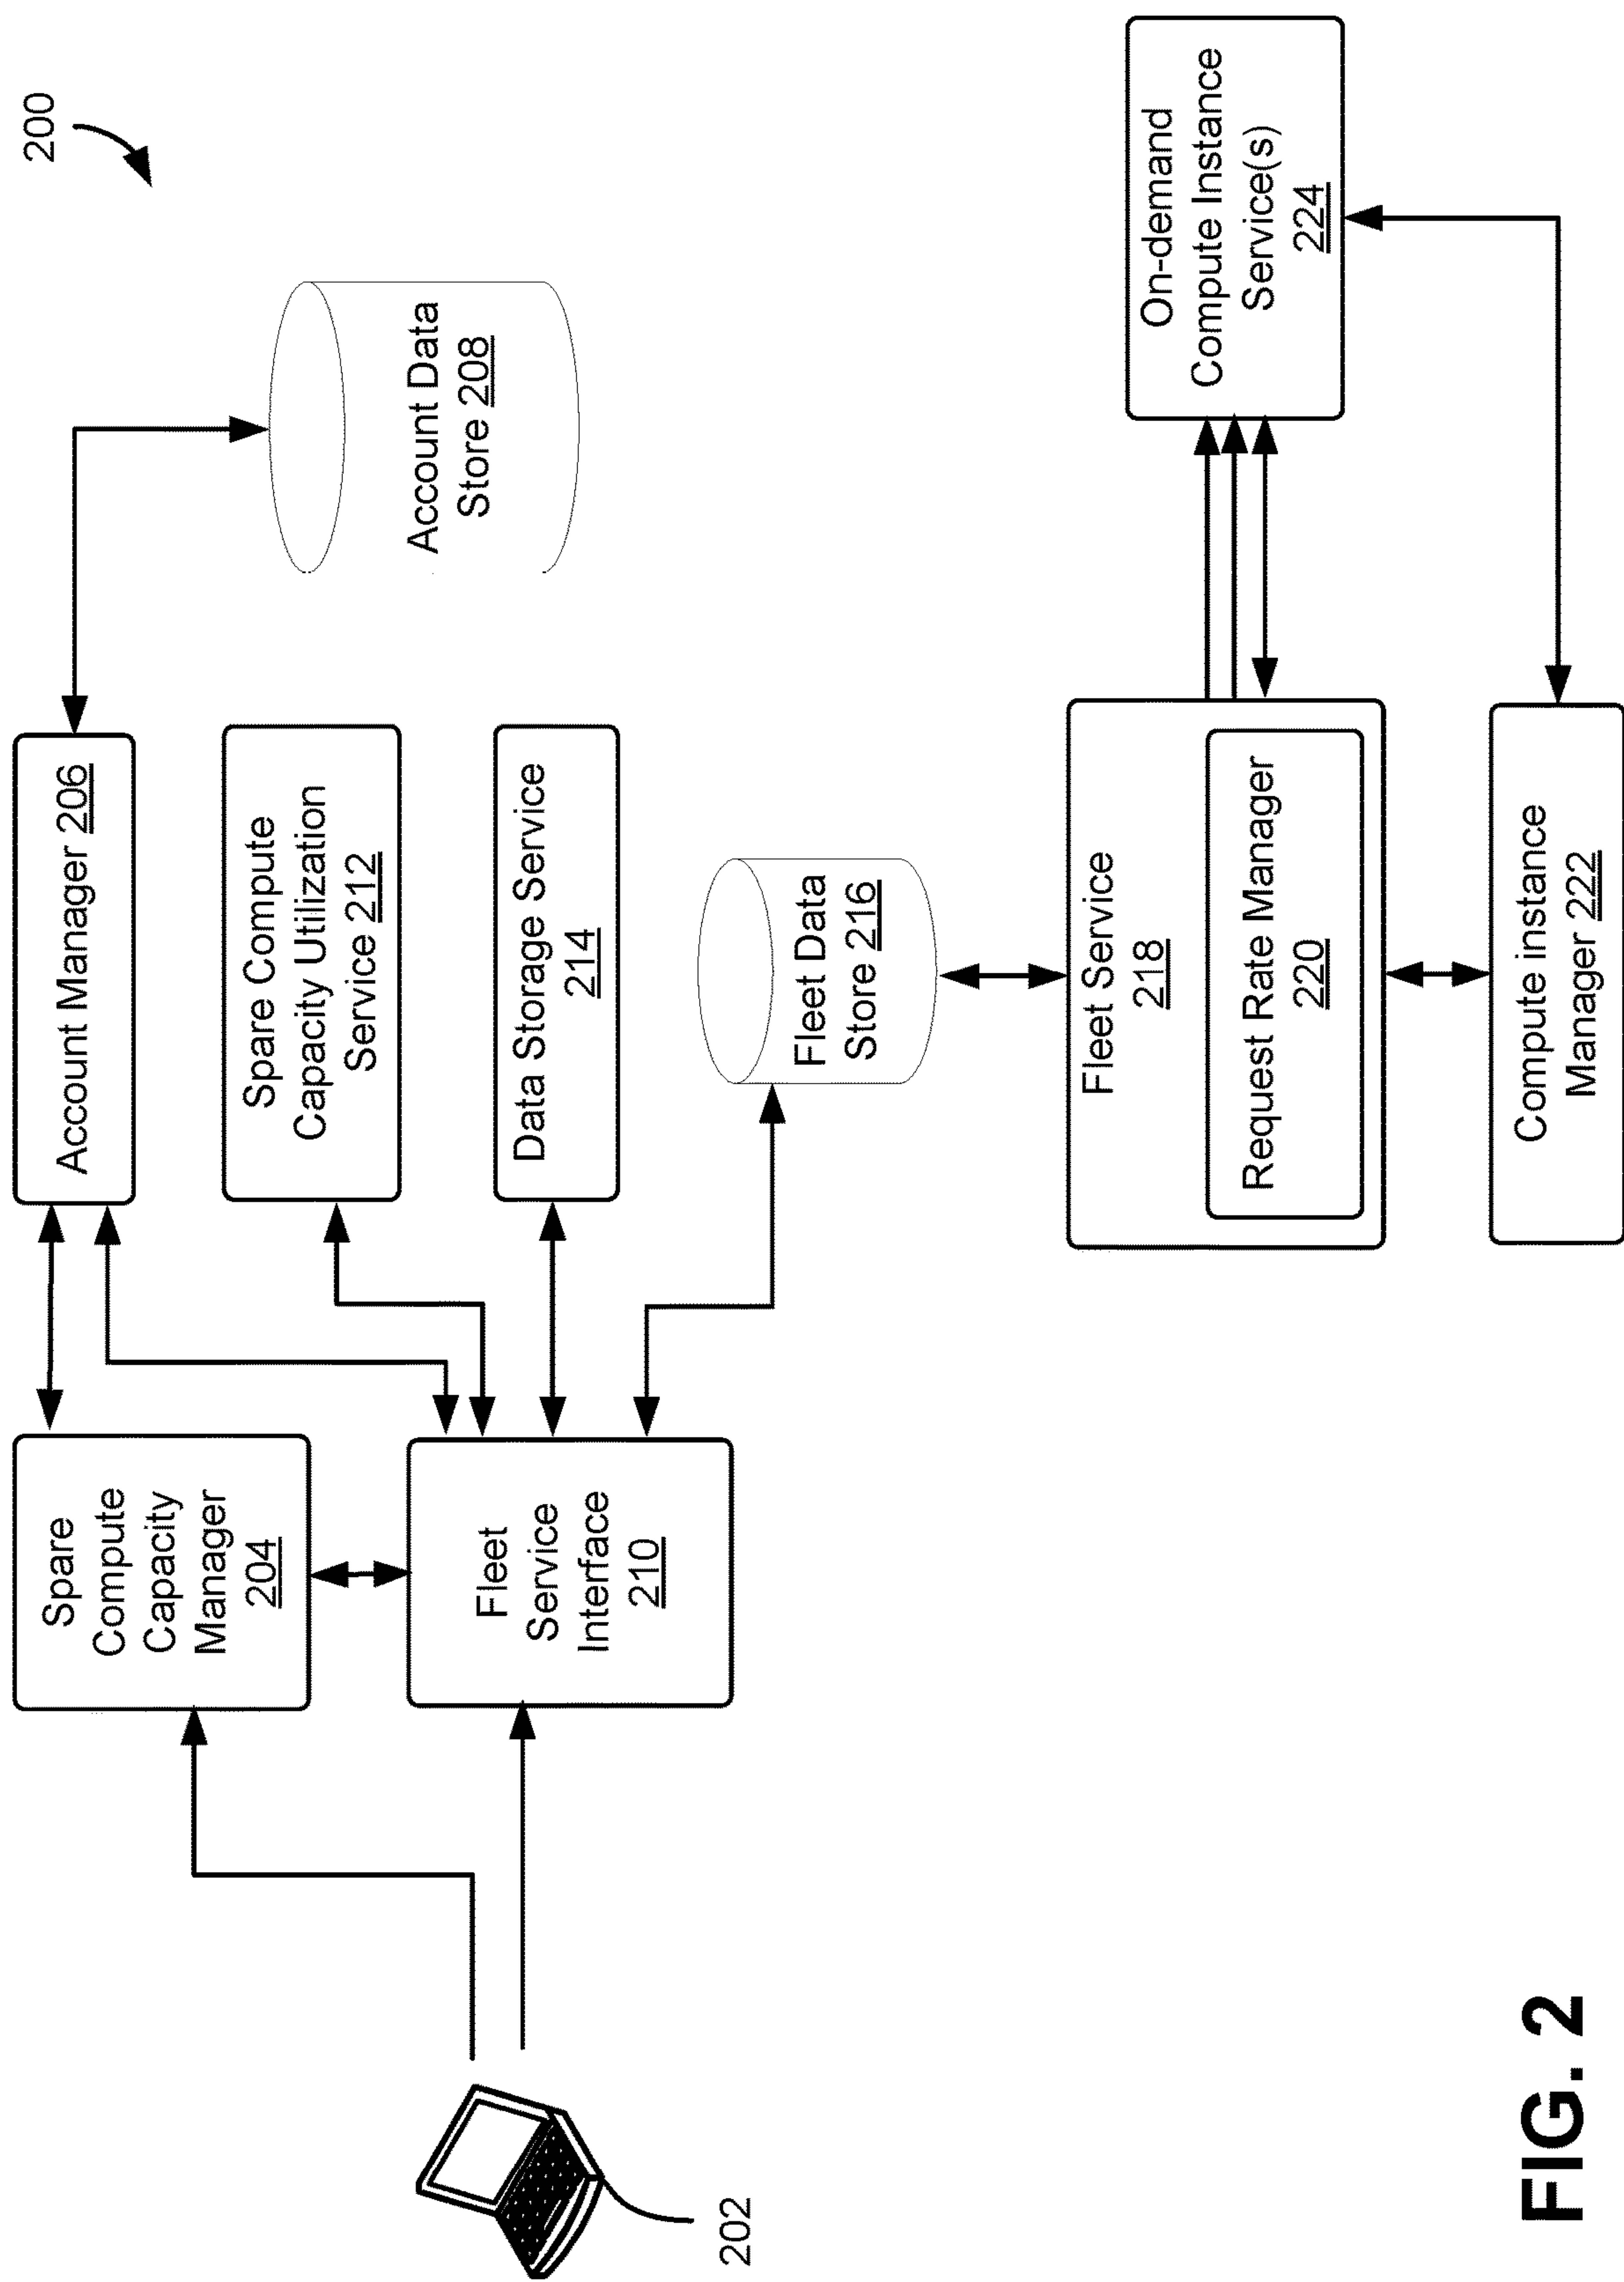 200
Spare
Compute
Capacity
Manager
204
Account Manager 206
Account Data
Store 208
Fleet
Service
Interface
210
Spare Compute
Capacity Utilization
Service 212
Data Storage Service
214
Fleet Data
Store 216
202
Fleet Service
218
Request Rate Manager
220
On-demand
Compute Instance
Service(s)
224
Compute instance
Manager 222
FIG. 2